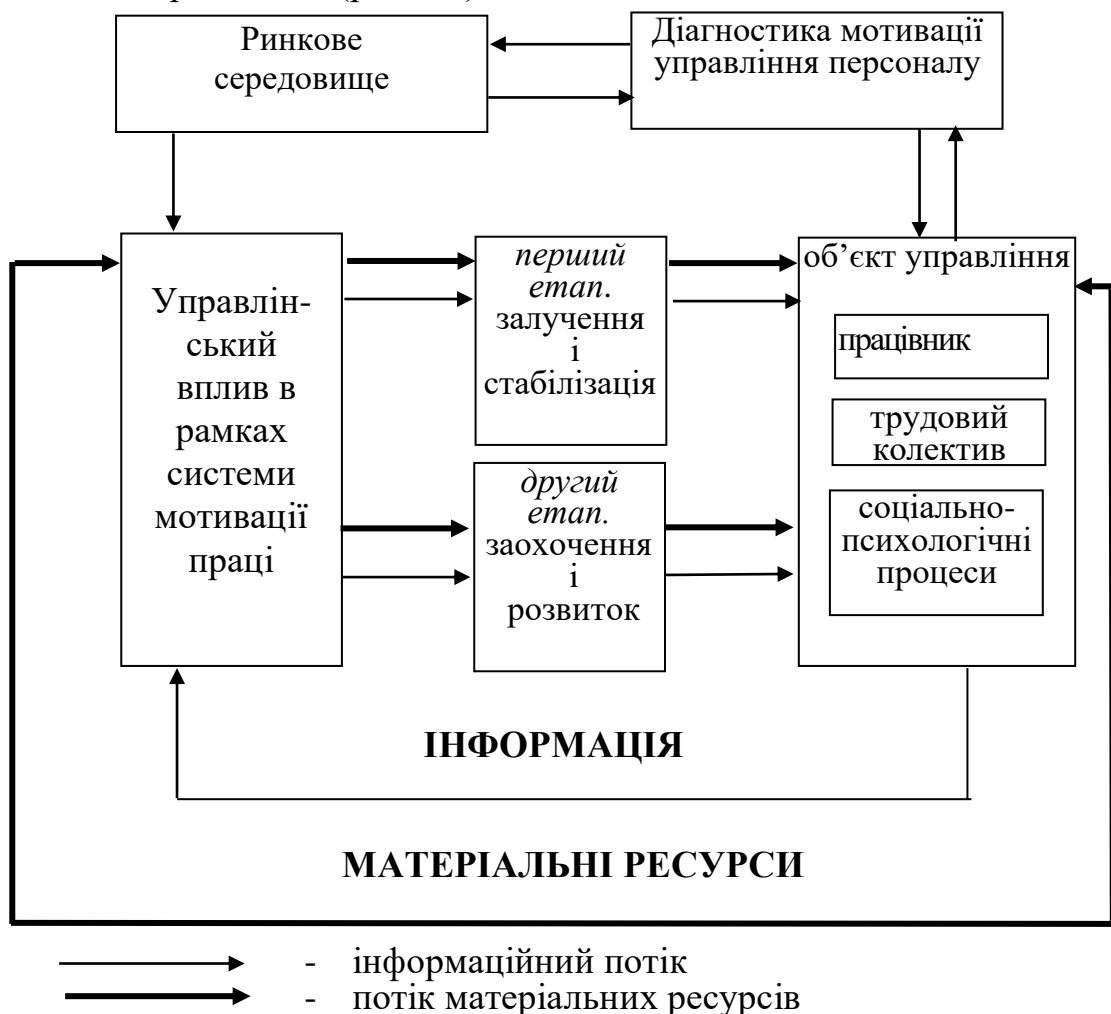 Ринкове
середовище
Діагностика мотивації
управління персоналу
Управлін-
ський
вплив в
рамках
системи
мотивації
праці
перший
етап.
залучення
і
стабілізація
другий
етап.
заохочення
і
розвиток
об’єкт управління
працівник
трудовий
колектив
соціально-
психологічні
процеси
ІНФОРМАЦІЯ
МАТЕРІАЛЬНІ РЕСУРСИ
- інформаційний потік
- потік матеріальних ресурсів